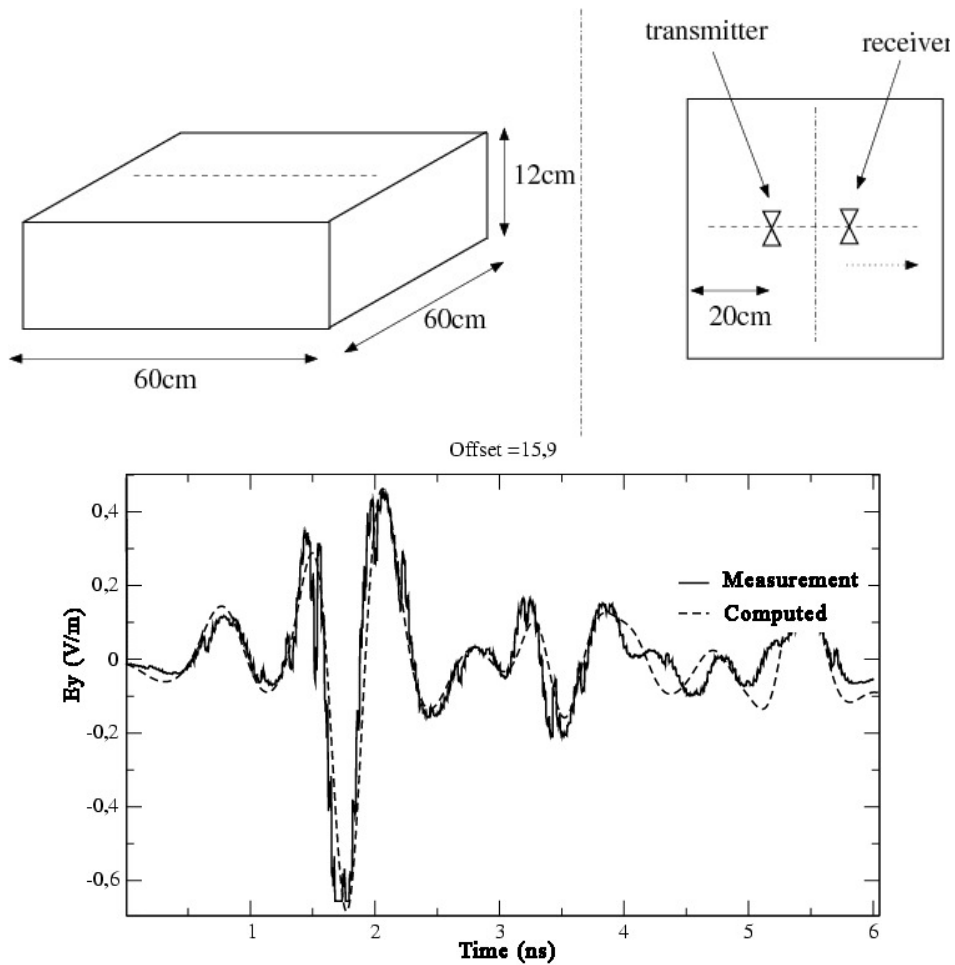 transmitter
receiver
12cm
60cm
60cm
20cm
Offset =15,9
0,4
0,2
0
-0,2
-0,4
-0,6
Ey (V/m)
Measurement
Computed
1 2 3 4 5 6
Time (ns)